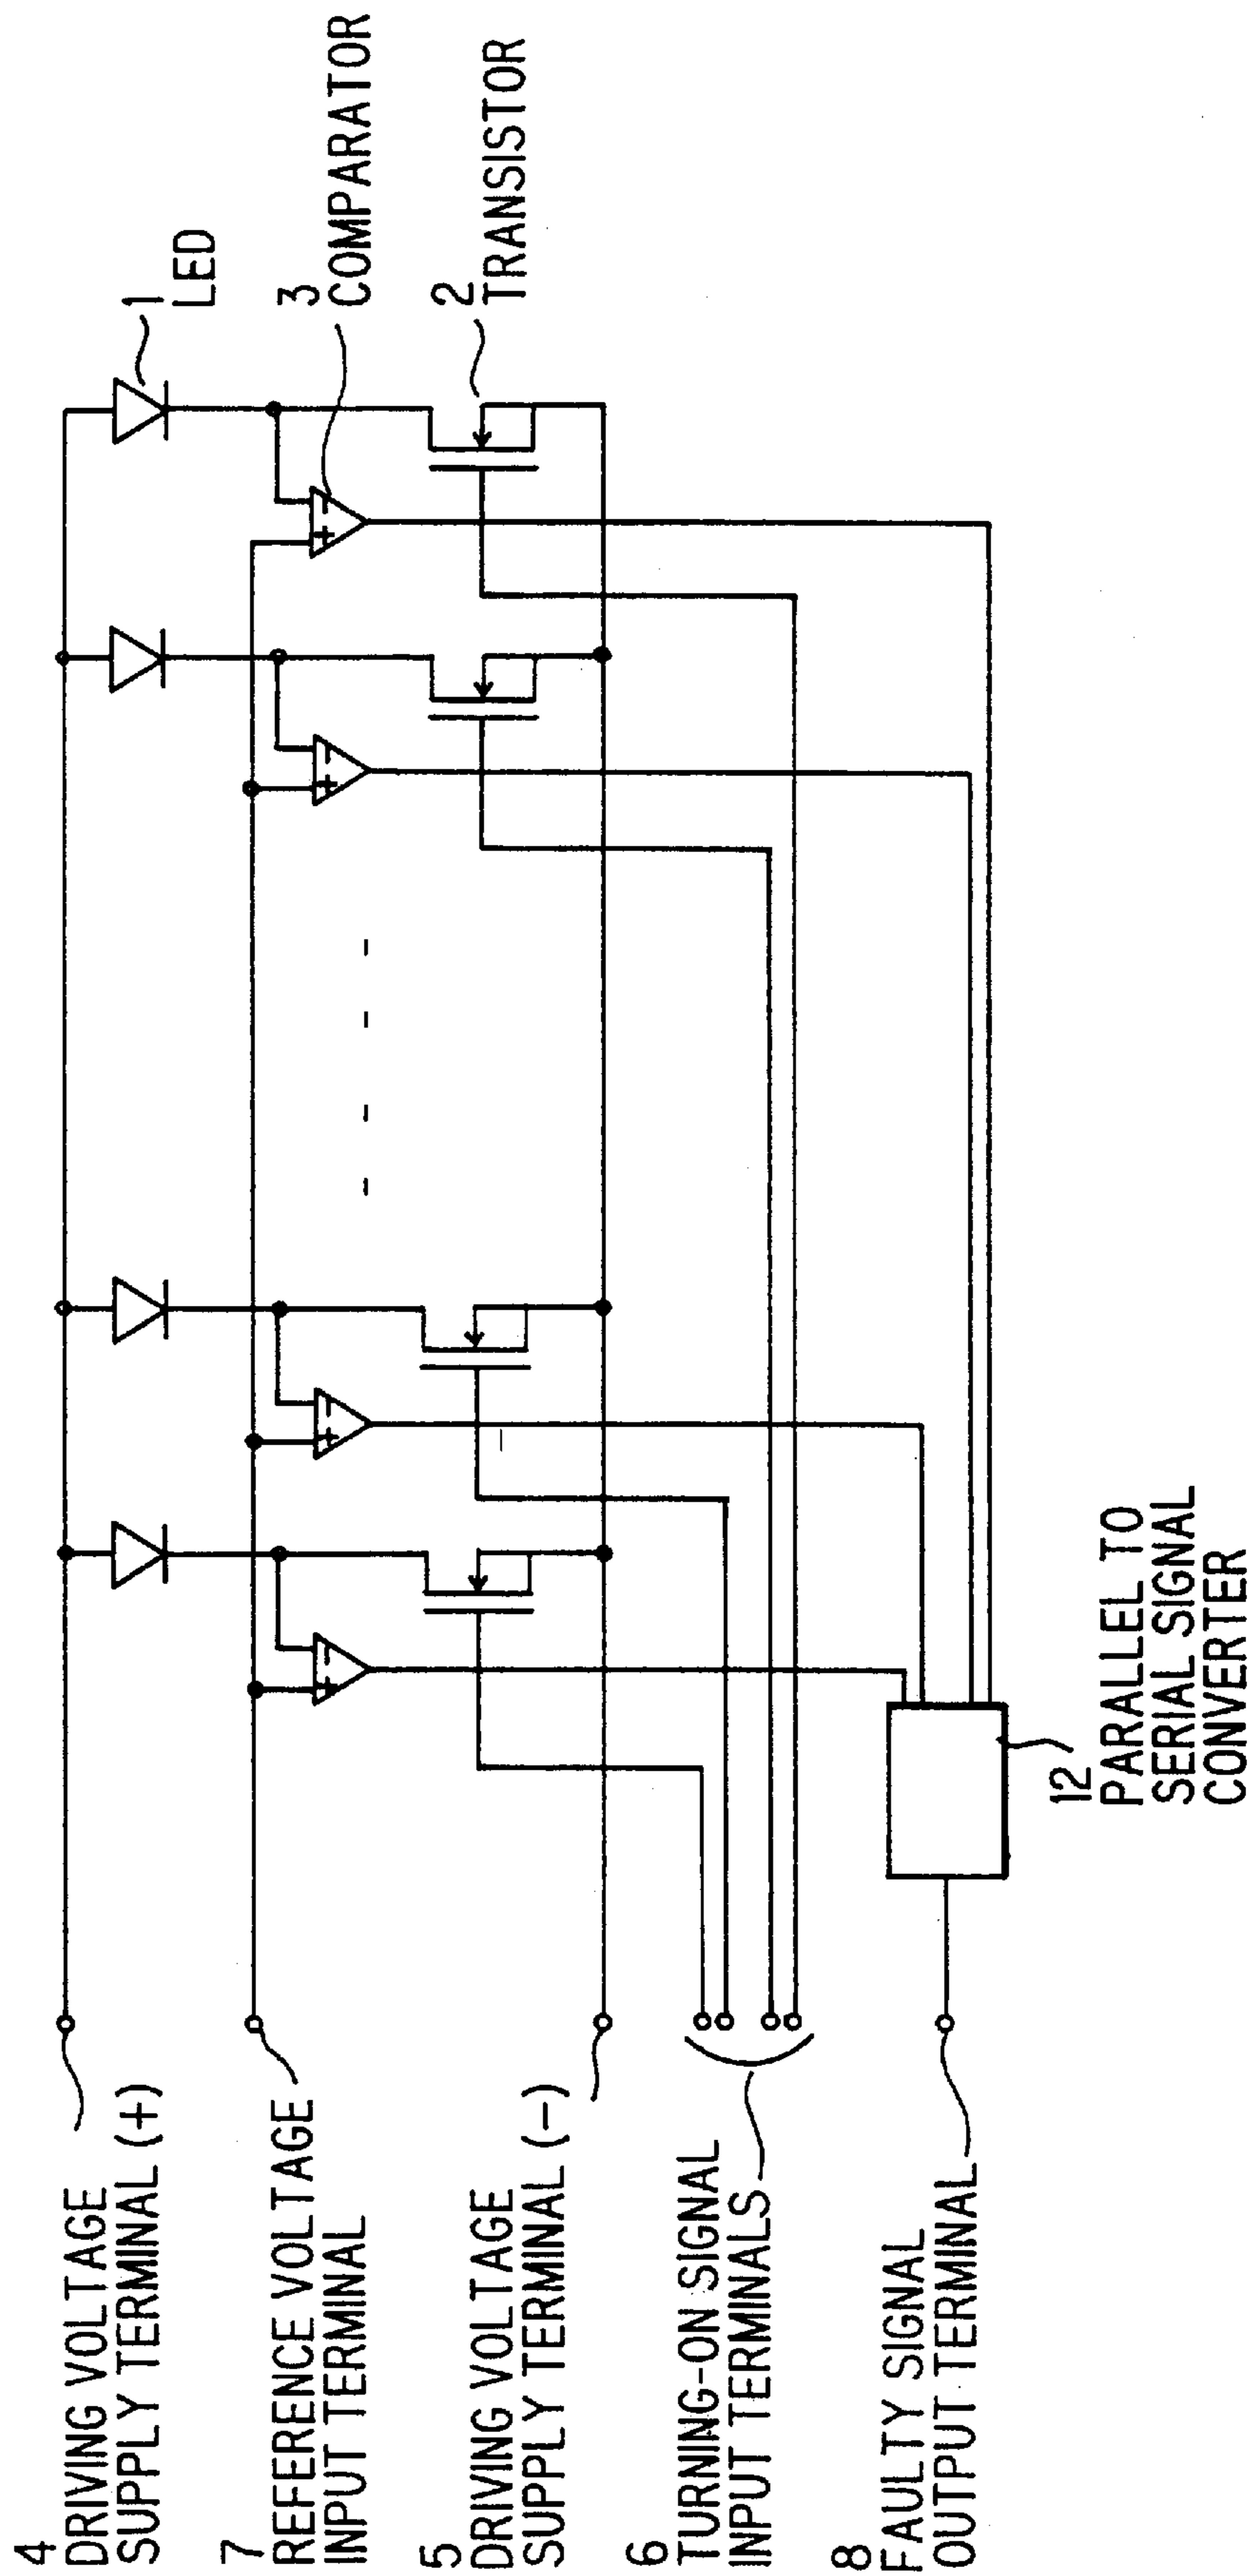 4
DRIVING VOLTAGE
SUPPLY TERMINAL (+)
7
REFERENCE VOLTAGE
INPUT TERMINAL
5
DRIVING VOLTAGE
SUPPLY TERMINAL (-)
6
TURNING-ON SIGNAL
INPUT TERMINALS
8
FAULTY SIGNAL
OUTPUT TERMINAL
1
LED
3
COMPARATOR
2
TRANSISTOR
+ -
+ -
+ -
+ -
12
PARALLEL TO
SERIAL SIGNAL
CONVERTER